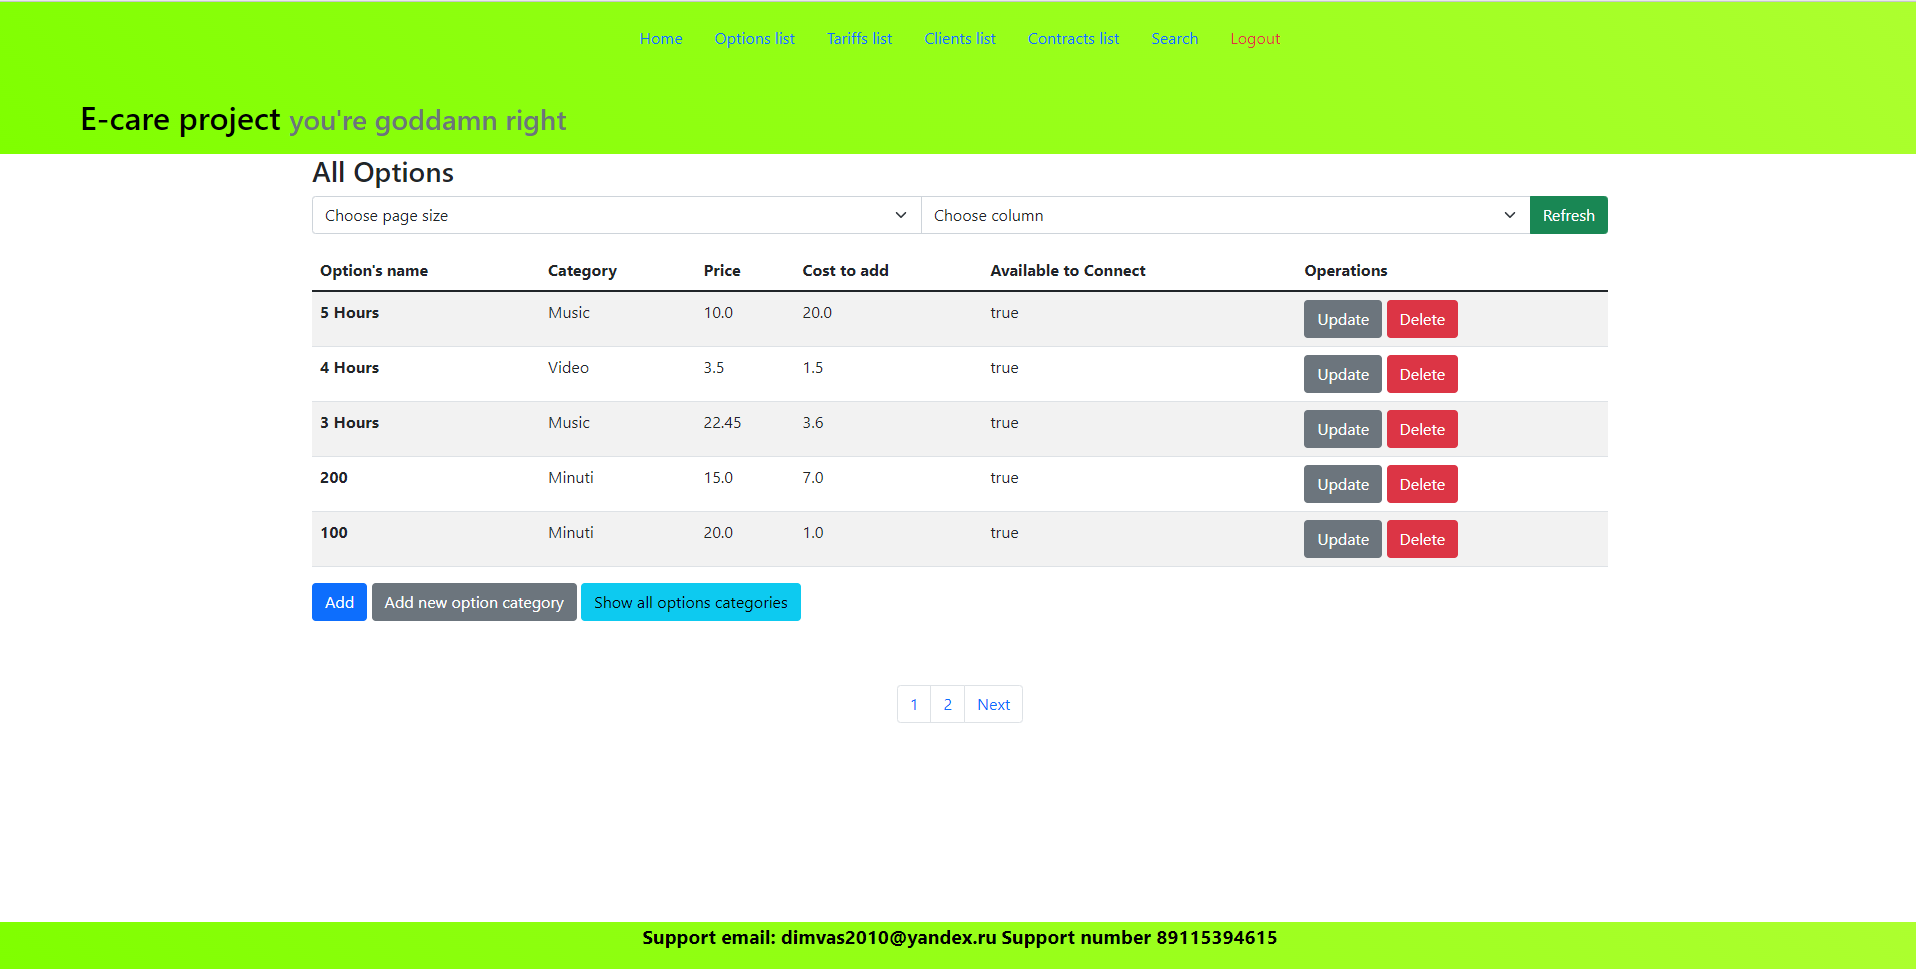 Home Options list Tariffs list Clients list Contracts list Search Logout
E-care project you're goddamn right
All Options
Choose page size Choose column Refresh
Option's name Category Price Cost to add Available to Connect Operations
5 Hours Music 10.0 20.0 true Update Delete
4 Hours Video 3.5 1.5 true Update Delete
3 Hours Music 22.45 3.6 true Update Delete
200 Minuti 15.0 7.0 true Update Delete
100 Minuti 20.0 1.0 true Update Delete
Add Add new option category Show all options categories
1 2 Next
Support email: dimvas2010@yandex.ru Support number 89115394615